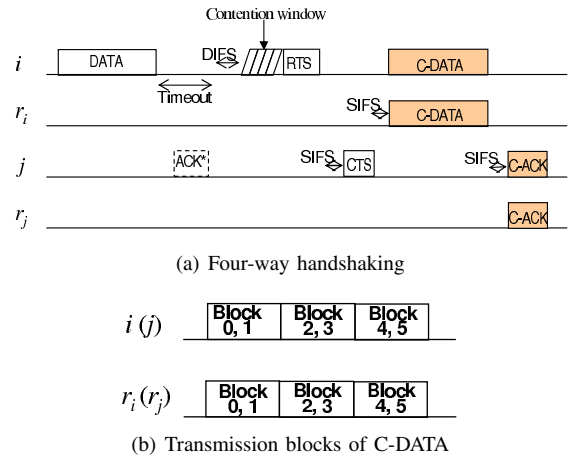 Contention window
i DATA DIFS RTS C-DATA
Timeout
r_i SIFS C-DATA
j ACK* SIFS CTS SIFS C-ACK
r_j C-ACK
(a) Four-way handshaking
i (j) Block 0, 1 Block 2, 3 Block 4, 5
r_i (r_j) Block 0, 1 Block 2, 3 Block 4, 5
(b) Transmission blocks of C-DATA